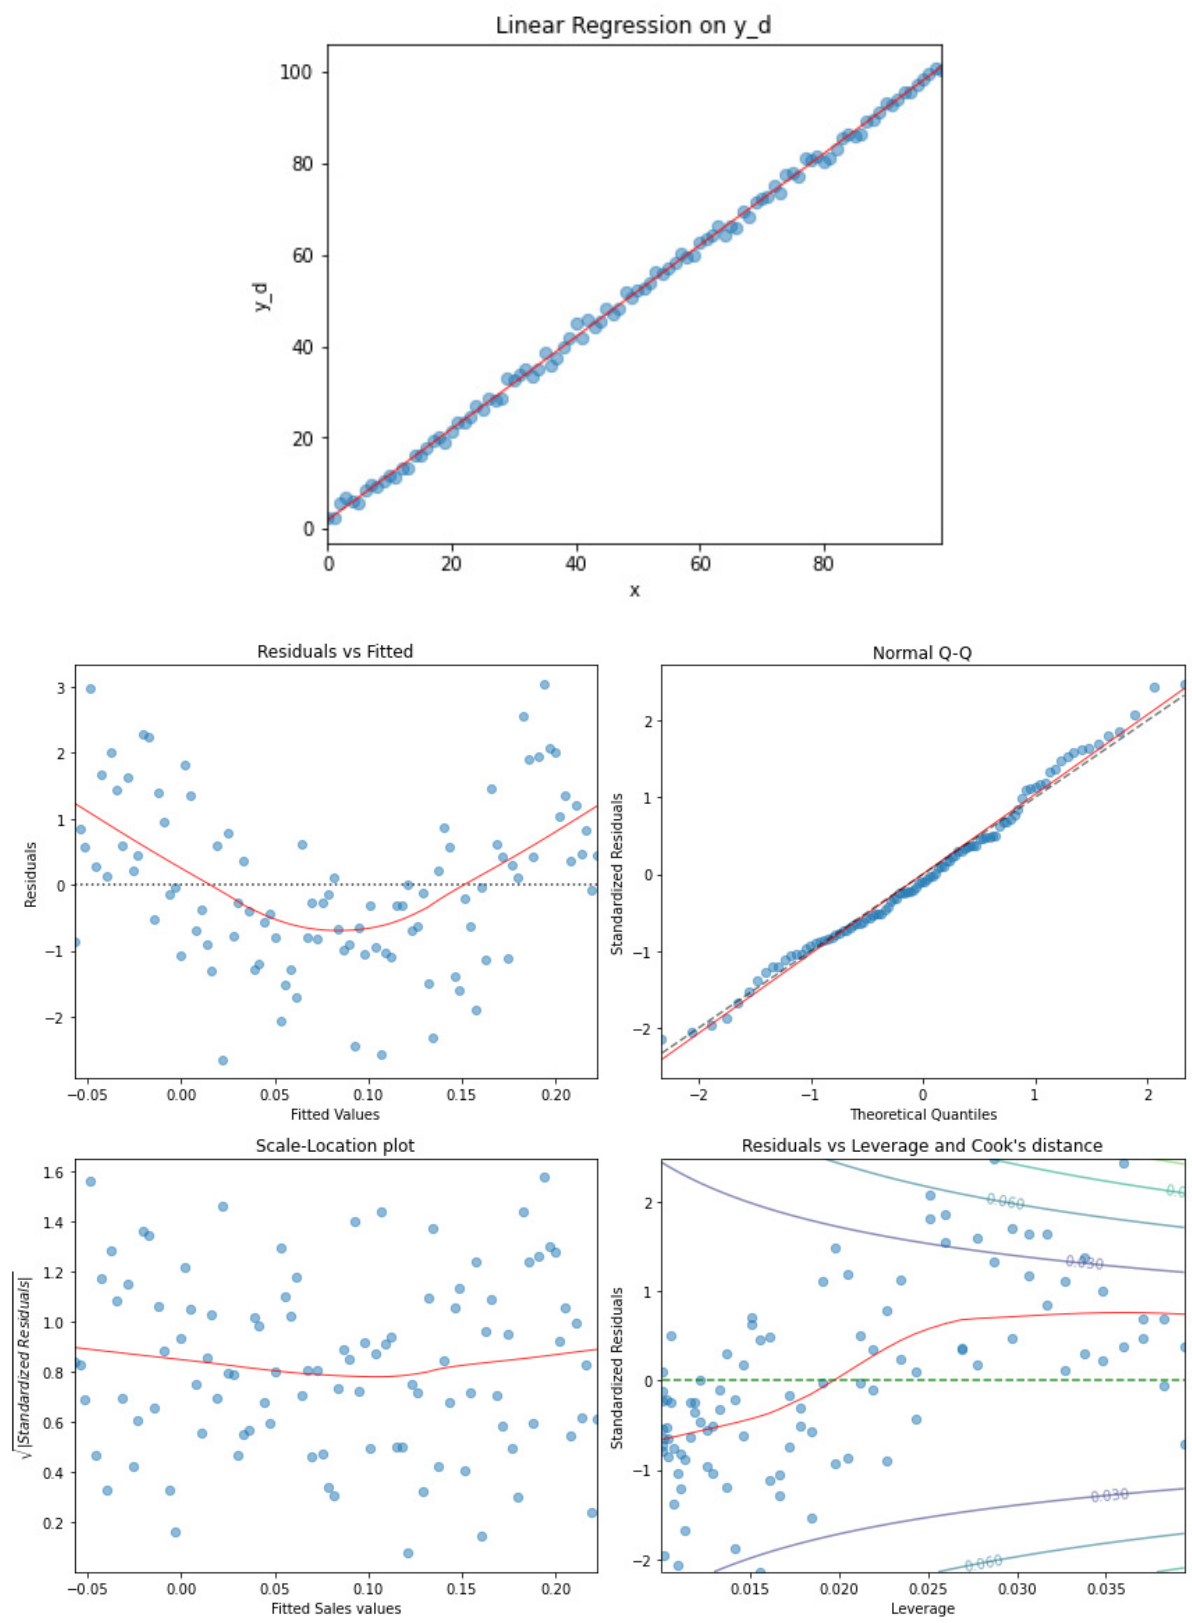 Linear Regression on y_d
100
80
60
40
20
0
y_d
0 20 40 60 80
x
Residuals vs Fitted
3
2
1
0
−1
−2
Residuals
−0.05 0.00 0.05 0.10 0.15 0.20
Fitted Values
Normal Q-Q
2
1
0
−1
−2
Standardized Residuals
−2 −1 0 1 2
Theoretical Quantiles
Scale-Location plot
1.6
1.4
1.2
1.0
0.8
0.6
0.4
0.2
√|Standardized Residuals|
−0.05 0.00 0.05 0.10 0.15 0.20
Fitted Sales values
Residuals vs Leverage and Cook's distance
2
1
0
−1
−2
Standardized Residuals
0.060
0.030
0.030
0.060
0.015 0.020 0.025 0.030 0.035
Leverage